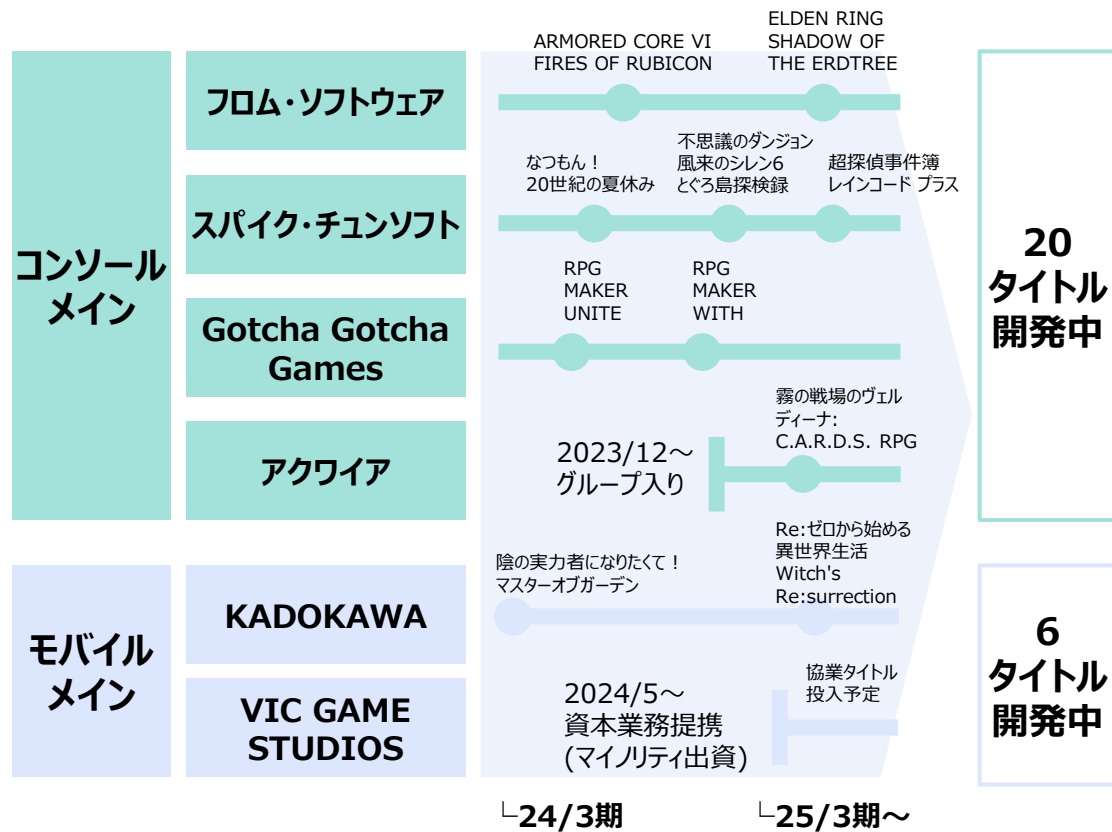 コンソール
メイン
フロム・ソフトウェア
ARMORED CORE VI
FIRES OF RUBICON
ELDEN RING
SHADOW OF
THE ERDTREE
スパイク・チュンソフト
なつもん！
20世紀の夏休み
不思議のダンジョン
風来のシレン6
とぐろ島探検録
超探偵事件簿
レインコード プラス
Gotcha Gotcha
Games
RPG
MAKER
UNITE
RPG
MAKER
WITH
アクワイア
2023/12～
グループ入り
霧の戦場のヴェル
ディーナ:
C.A.R.D.S. RPG
20
タイトル
開発中
モバイル
メイン
KADOKAWA
陰の実力者になりたくて！
マスターオブガーデン
Re:ゼロから始める
異世界生活
Witch's
Re:surrection
VIC GAME
STUDIOS
2024/5～
資本業務提携
(マイノリティ出資)
協業タイトル
投入予定
6
タイトル
開発中
└24/3期
└25/3期～